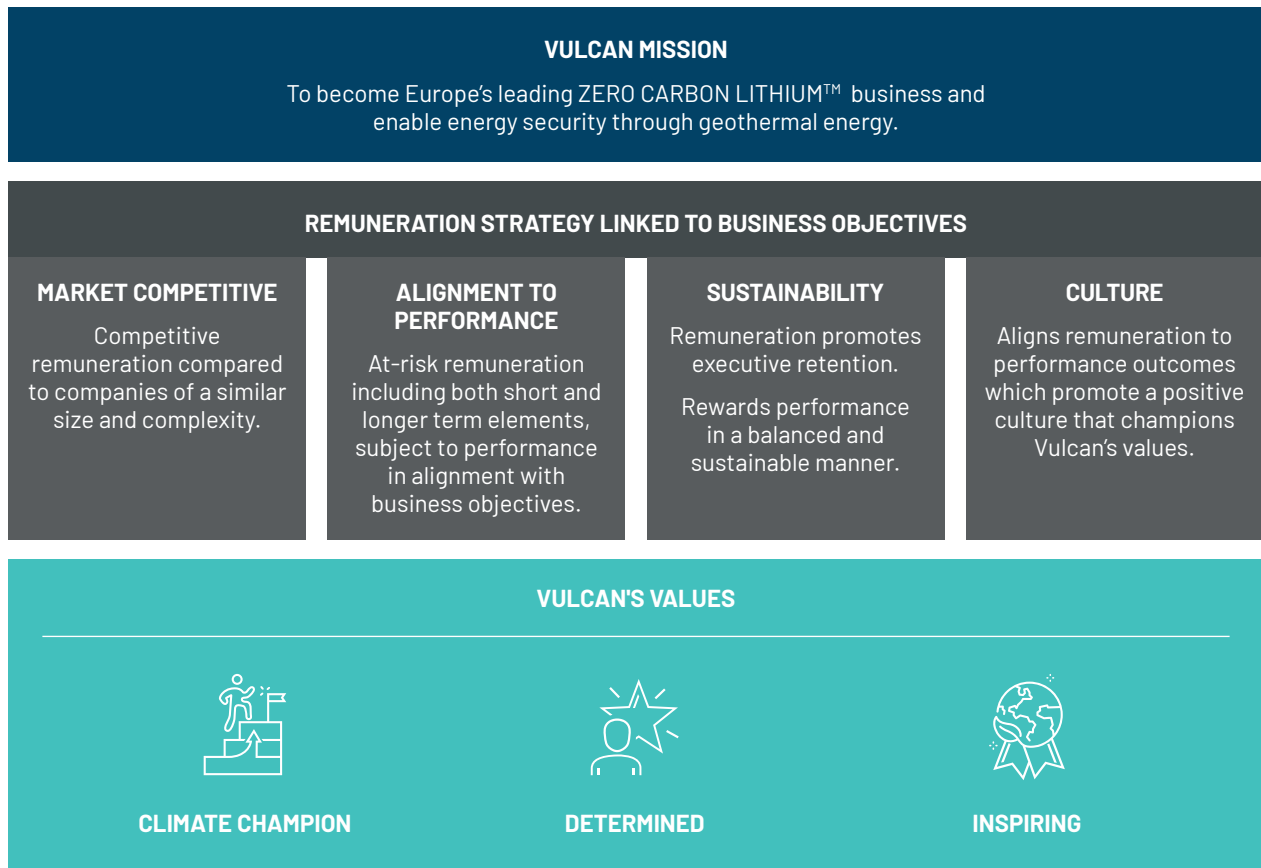 VULCAN MISSION
To become Europe’s leading ZERO CARBON LITHIUM™ business and
enable energy security through geothermal energy.
REMUNERATION STRATEGY LINKED TO BUSINESS OBJECTIVES
MARKET COMPETITIVE
Competitive
remuneration compared
to companies of a similar
size and complexity.
ALIGNMENT TO
PERFORMANCE
At-risk remuneration
including both short and
longer term elements,
subject to performance
in alignment with
business objectives.
SUSTAINABILITY
Remuneration promotes
executive retention.
Rewards performance
in a balanced and
sustainable manner.
CULTURE
Aligns remuneration to
performance outcomes
which promote a positive
culture that champions
Vulcan’s values.
VULCAN'S VALUES
CLIMATE CHAMPION
DETERMINED
INSPIRING